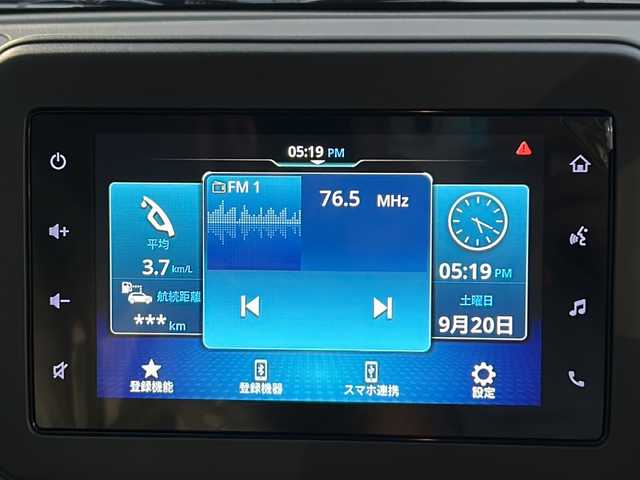 05:19 PM
FM 1
76.5 MHz
平均
3.7 km/L
航続距離
*** km
05:19 PM
土曜日
9月20日
登録機能
登録機器
スマホ連携
設定